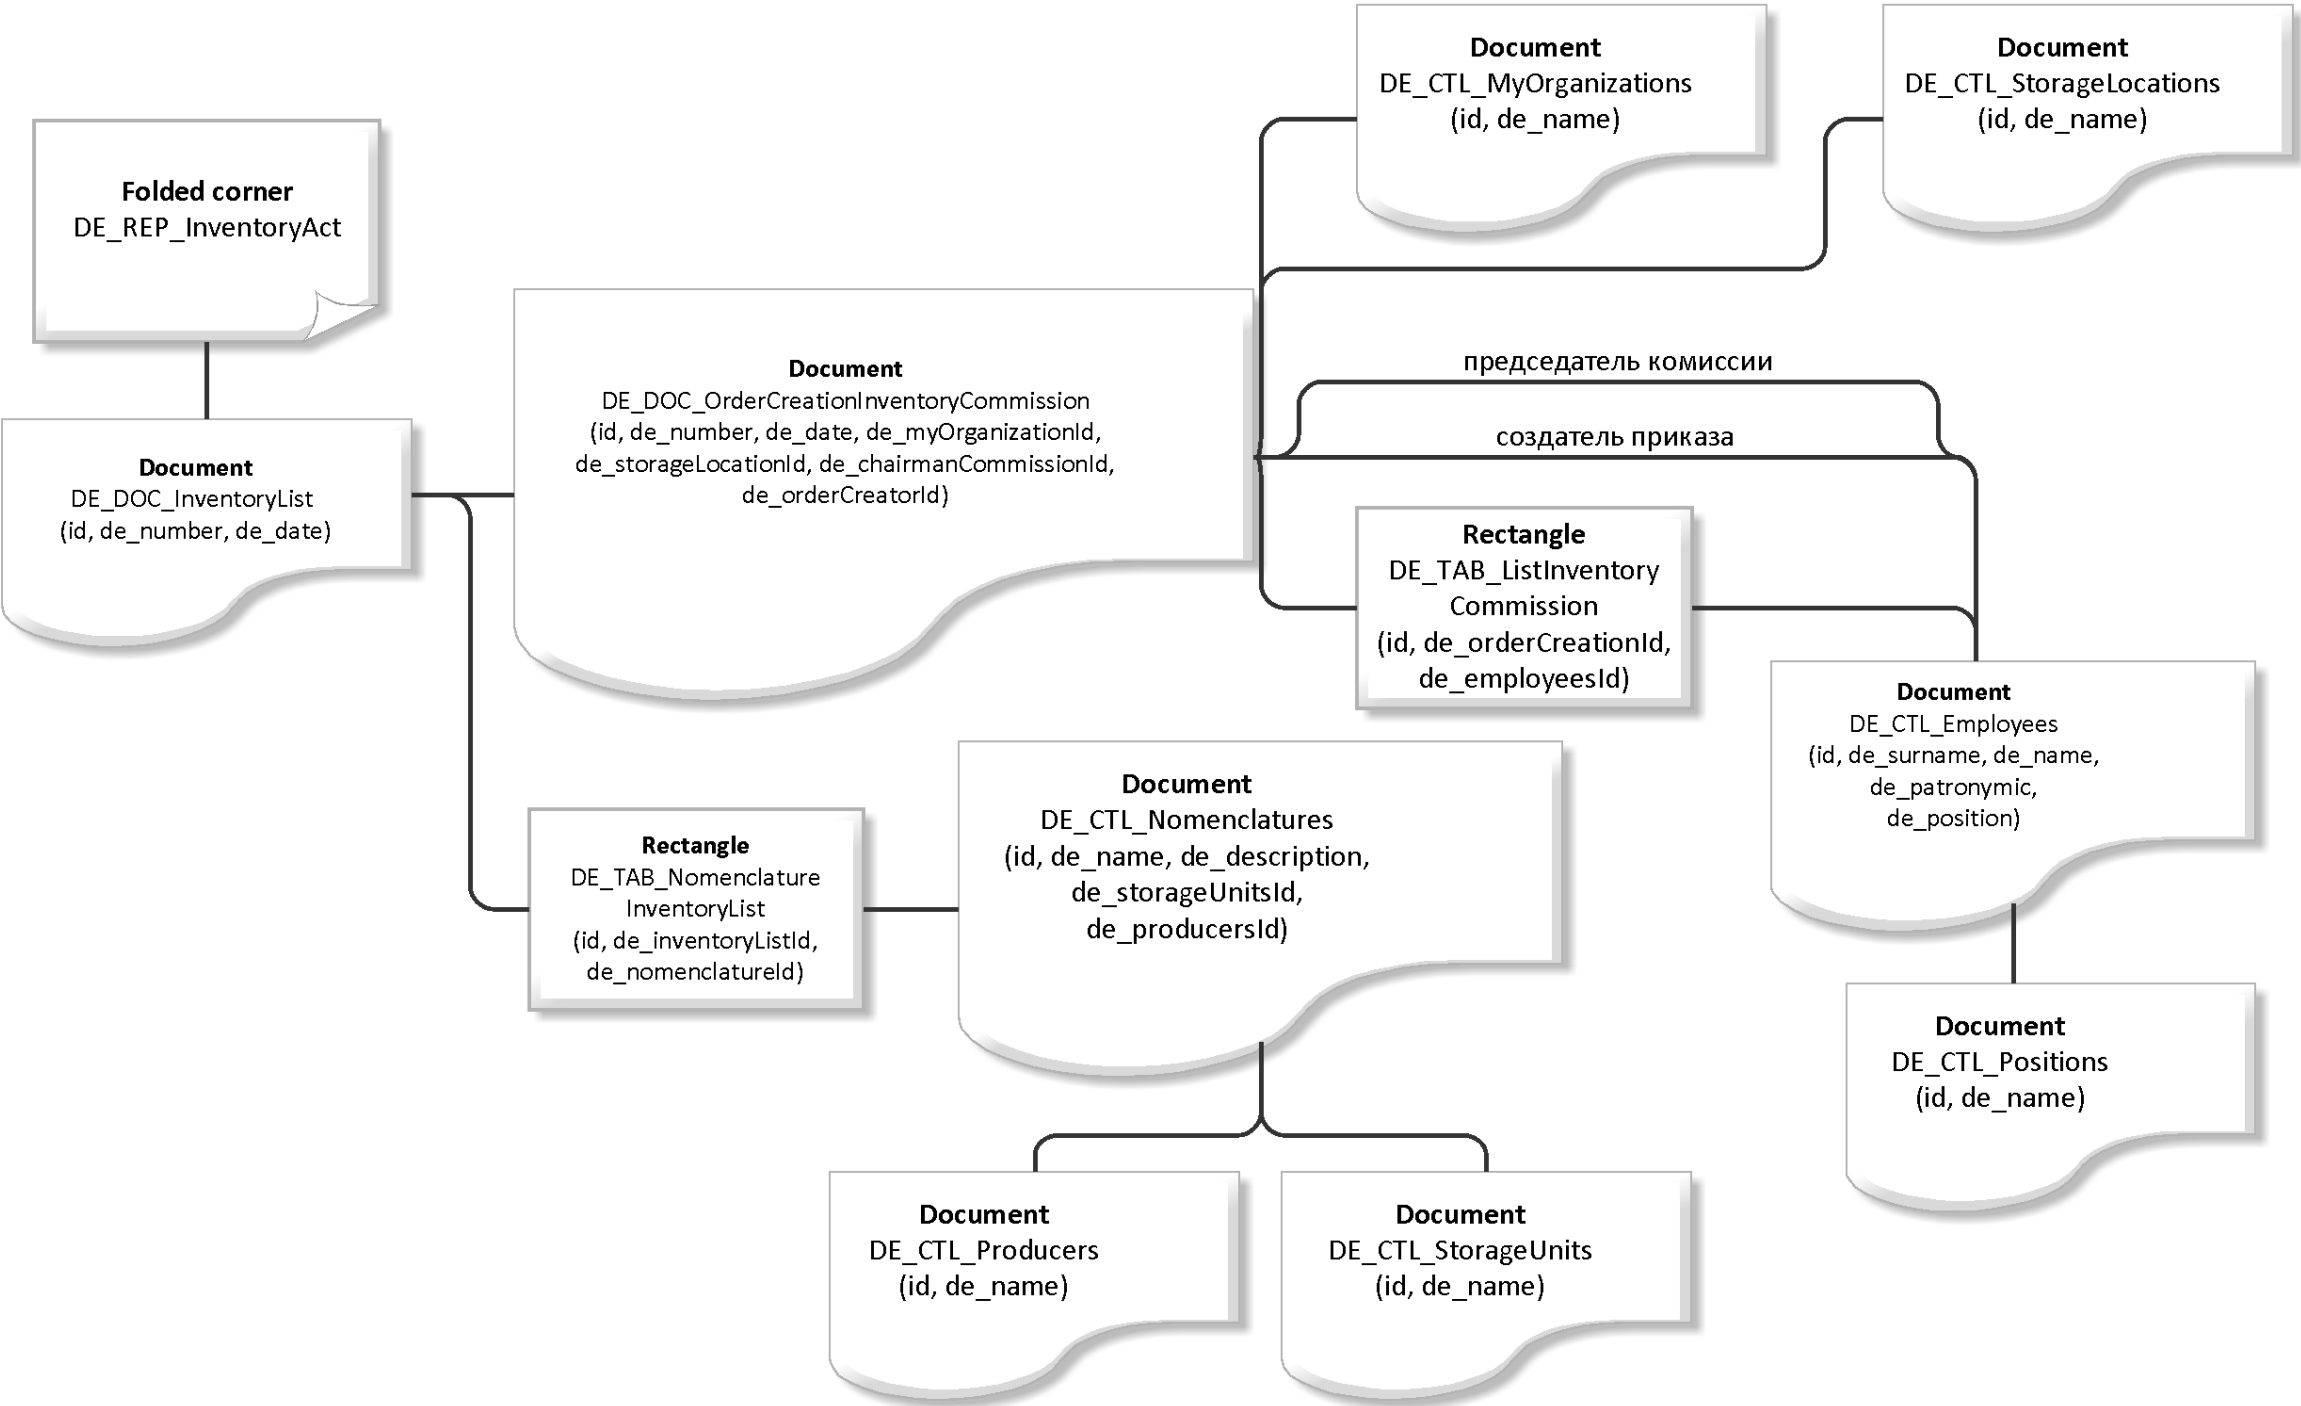 Document
DE_CTL_MyOrganizations
(id, de_name)
Document
DE_CTL_StorageLocations
(id, de_name)
Folded corner
DE_REP_InventoryAct
Document
DE_DOC_OrderCreationInventoryCommission
(id, de_number, de_date, de_myOrganizationId,
de_storageLocationId, de_chairmanCommissionId,
de_orderCreatorId)
председатель комиссии
создатель приказа
Document
DE_DOC_InventoryList
(id, de_number, de_date)
Rectangle
DE_TAB_ListInventory
Commission
(id, de_orderCreationId,
de_employeesId)
Document
DE_CTL_Employees
(id, de_surname, de_name,
de_patronymic,
de_position)
Rectangle
DE_TAB_Nomenclature
InventoryList
(id, de_inventoryListId,
de_nomenclatureId)
Document
DE_CTL_Nomenclatures
(id, de_name, de_description,
de_storageUnitsId,
de_producersId)
Document
DE_CTL_Positions
(id, de_name)
Document
DE_CTL_Producers
(id, de_name)
Document
DE_CTL_StorageUnits
(id, de_name)